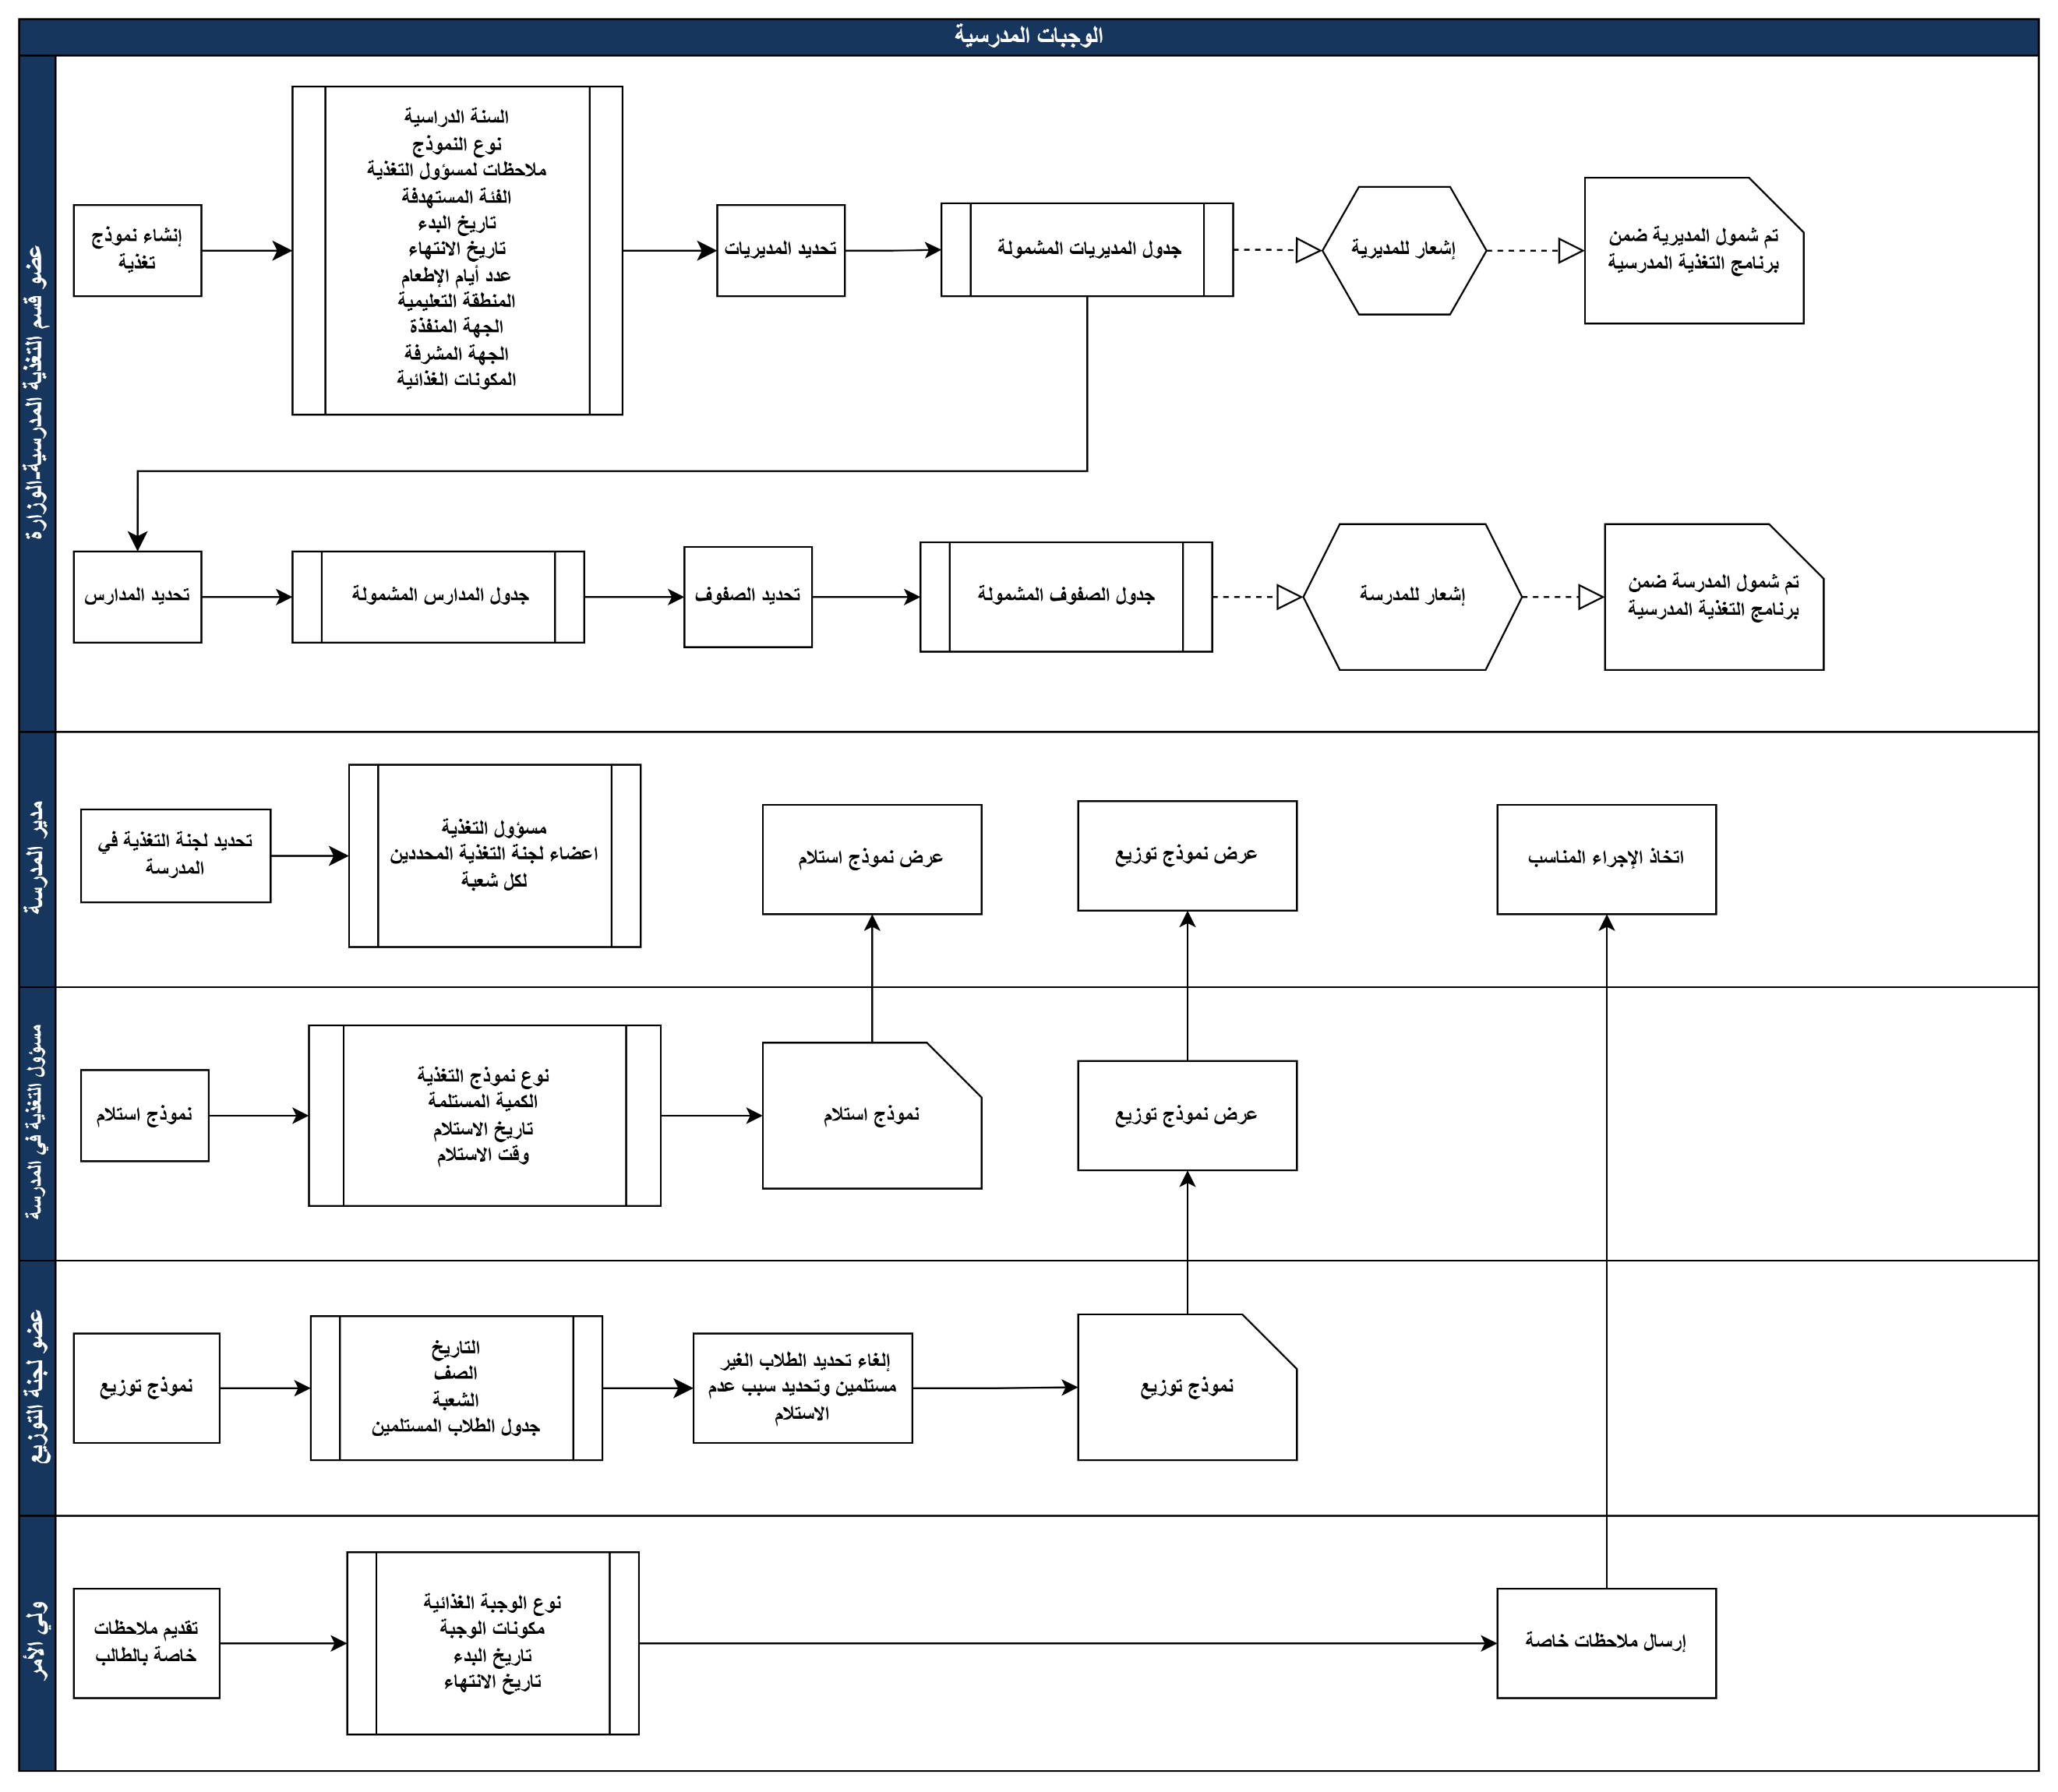 الوجبات المدرسية
عضو قسم التغذية المدرسية-الوزارة
إنشاء نموذج
تغذية
السنة الدراسية
نوع النموذج
ملاحظات لمسؤول التغذية
الفئة المستهدفة
تاريخ البدء
تاريخ الانتهاء
عدد أيام الإطعام
المنطقة التعليمية
الجهة المنفذة
الجهة المشرفة
المكونات الغذائية
تحديد المديريات
جدول المديريات المشمولة
إشعار للمديرية
تم شمول المديرية ضمن
برنامج التغذية المدرسية
تحديد المدارس
جدول المدارس المشمولة
تحديد الصفوف
جدول الصفوف المشمولة
إشعار للمدرسة
تم شمول المدرسة ضمن
برنامج التغذية المدرسية
مدير المدرسة
تحديد لجنة التغذية في
المدرسة
مسؤول التغذية
اعضاء لجنة التغذية المحددين
لكل شعبة
عرض نموذج استلام
عرض نموذج توزيع
اتخاذ الإجراء المناسب
مسؤول التغذية في المدرسة
نموذج استلام
نوع نموذج التغذية
الكمية المستلمة
تاريخ الاستلام
وقت الاستلام
نموذج استلام
عرض نموذج توزيع
عضو لجنة التوزيع
نموذج توزيع
التاريخ
الصف
الشعبة
جدول الطلاب المستلمين
إلغاء تحديد الطلاب الغير
مستلمين وتحديد سبب عدم
الاستلام
نموذج توزيع
ولي الأمر
تقديم ملاحظات
خاصة بالطالب
نوع الوجبة الغذائية
مكونات الوجبة
تاريخ البدء
تاريخ الانتهاء
إرسال ملاحظات خاصة